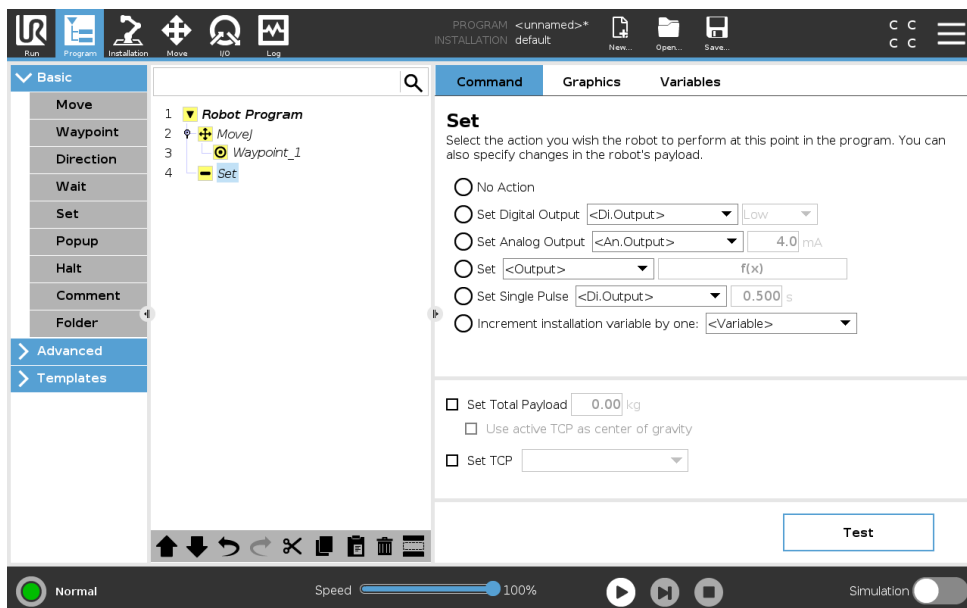 PROGRAM <unnamed>*
INSTALLATION default
UR
Run
Program
Installation
Move
I/O
Log
New...
Open...
Save...
C C
C C
Basic
Move
Waypoint
Direction
Wait
Set
Popup
Halt
Comment
Folder
Advanced
Templates
1 Robot Program
2 MoveJ
3 Waypoint_1
4 Set
Command Graphics Variables
Set
Select the action you wish the robot to perform at this point in the program. You can
also specify changes in the robot's payload.
No Action
Set Digital Output <Di.Output> Low
Set Analog Output <An.Output> 4.0 mA
Set <Output> f(x)
Set Single Pulse <Di.Output> 0.500 s
Increment installation variable by one: <Variable>
Set Total Payload 0.00 kg
Use active TCP as center of gravity
Set TCP
Test
Normal
Speed 100%
Simulation